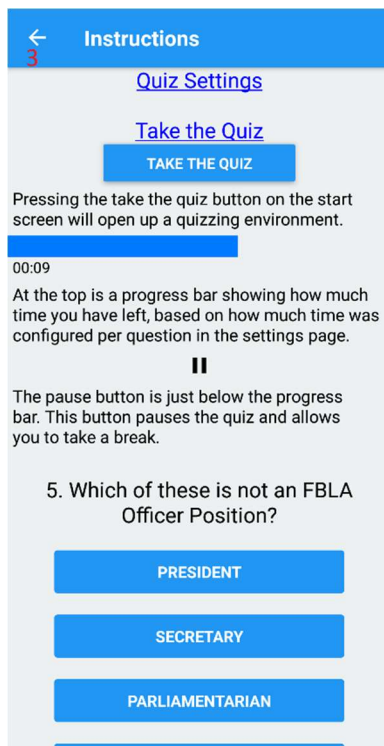 Instructions
3
Quiz Settings
Take the Quiz
TAKE THE QUIZ
Pressing the take the quiz button on the start
screen will open up a quizzing environment.
00:09
At the top is a progress bar showing how much
time you have left, based on how much time was
configured per question in the settings page.
The pause button is just below the progress
bar. This button pauses the quiz and allows
you to take a break.
5. Which of these is not an FBLA
Officer Position?
PRESIDENT
SECRETARY
PARLIAMENTARIAN